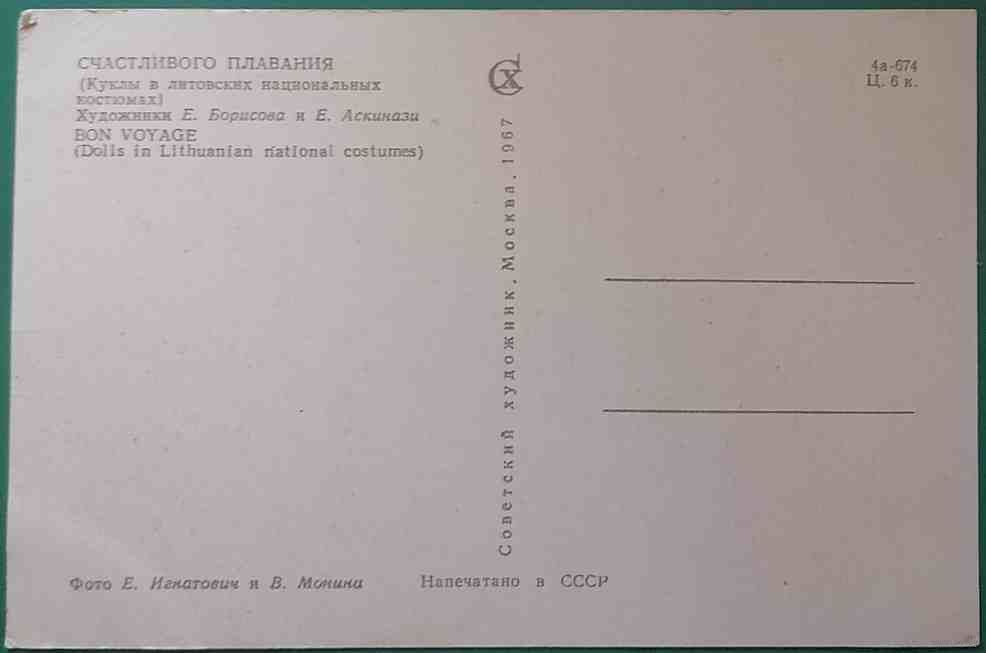 СЧАСТЛИВОГО ПЛАВАНИЯ
(Куклы в литовских национальных
костюмах)
Художники Е. Борисова и Е. Аскинази
BON VOYAGE
(Dolls in Lithuanian national costumes)
СХ
4а-674
Ц. 6 к.
Советский художник, Москва, 1967
Фото Е. Игнатович и В. Монина
Напечатано в СССР